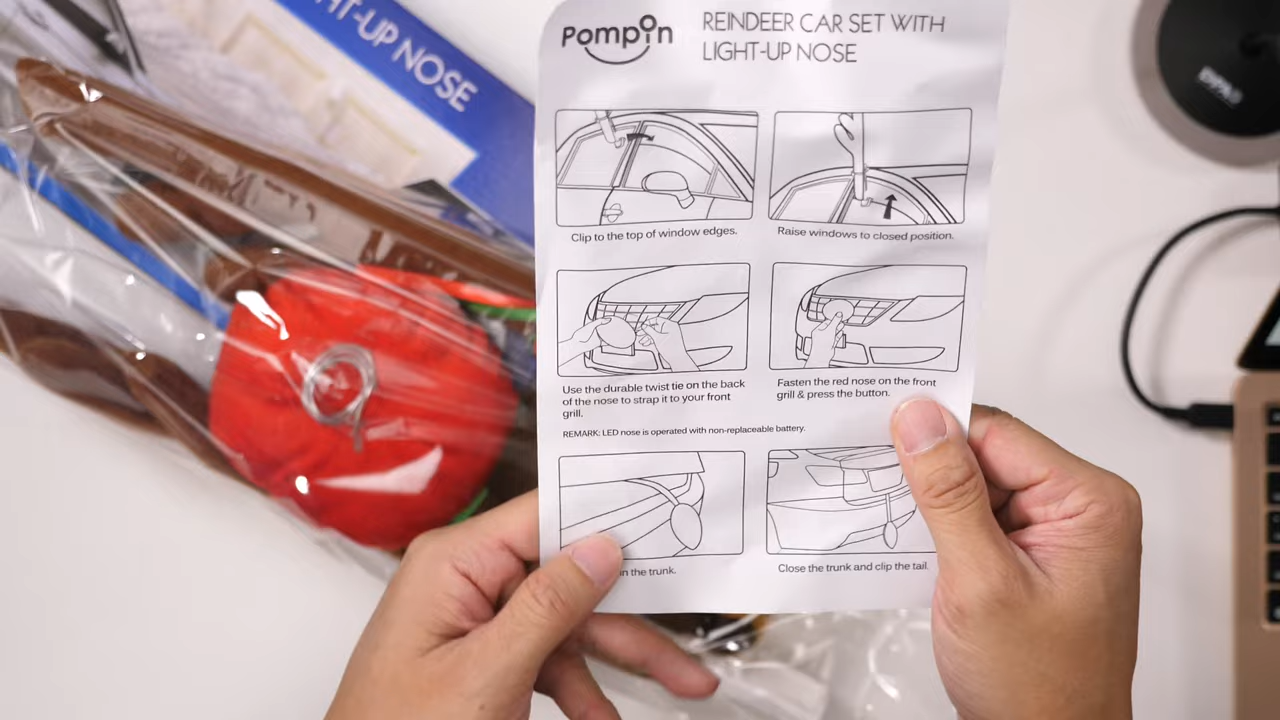 HT-UP NOSE
Pompin
REINDEER CAR SET WITH
LIGHT-UP NOSE
Clip to the top of window edges.
Raise windows to closed position.
Use the durable twist tie on the back
of the nose to strap it to your front
grill.
Fasten the red nose on the front
grill & press the button.
REMARK: LED nose is operated with non-replaceable battery.
in the trunk.
Close the trunk and clip the tail.